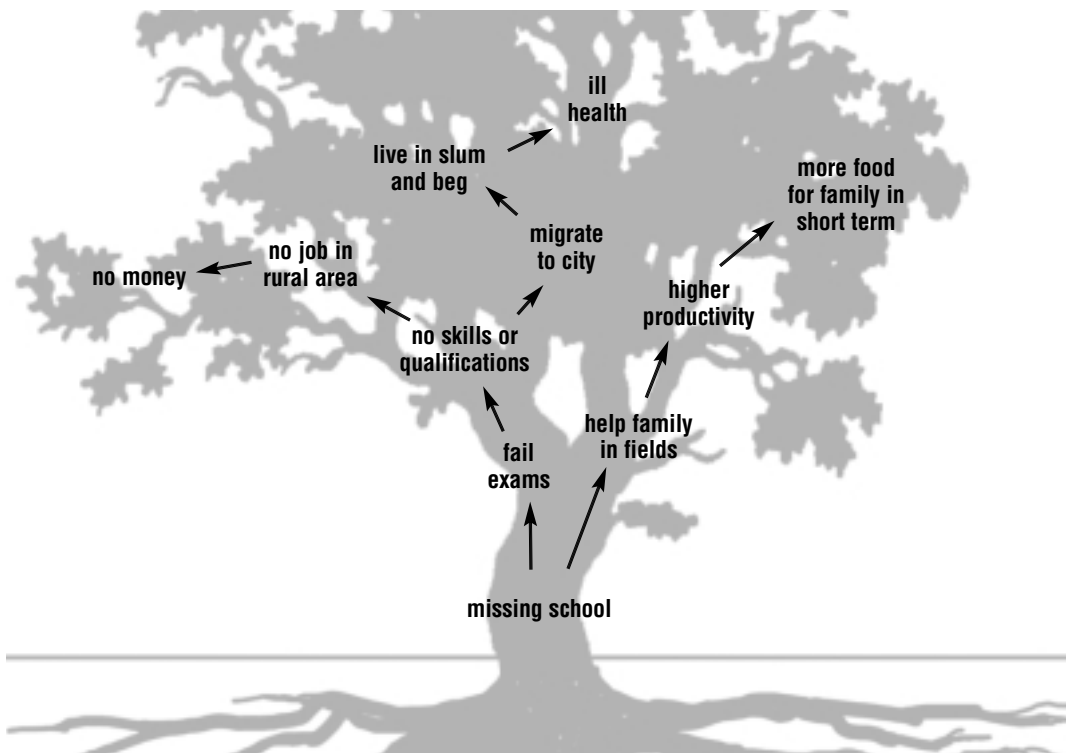 ill
health
live in slum
and beg
more food
for family in
short term
migrate
to city
no job in
rural area
no money
higher
productivity
no skills or
qualifications
help family
in fields
fail
exams
missing school